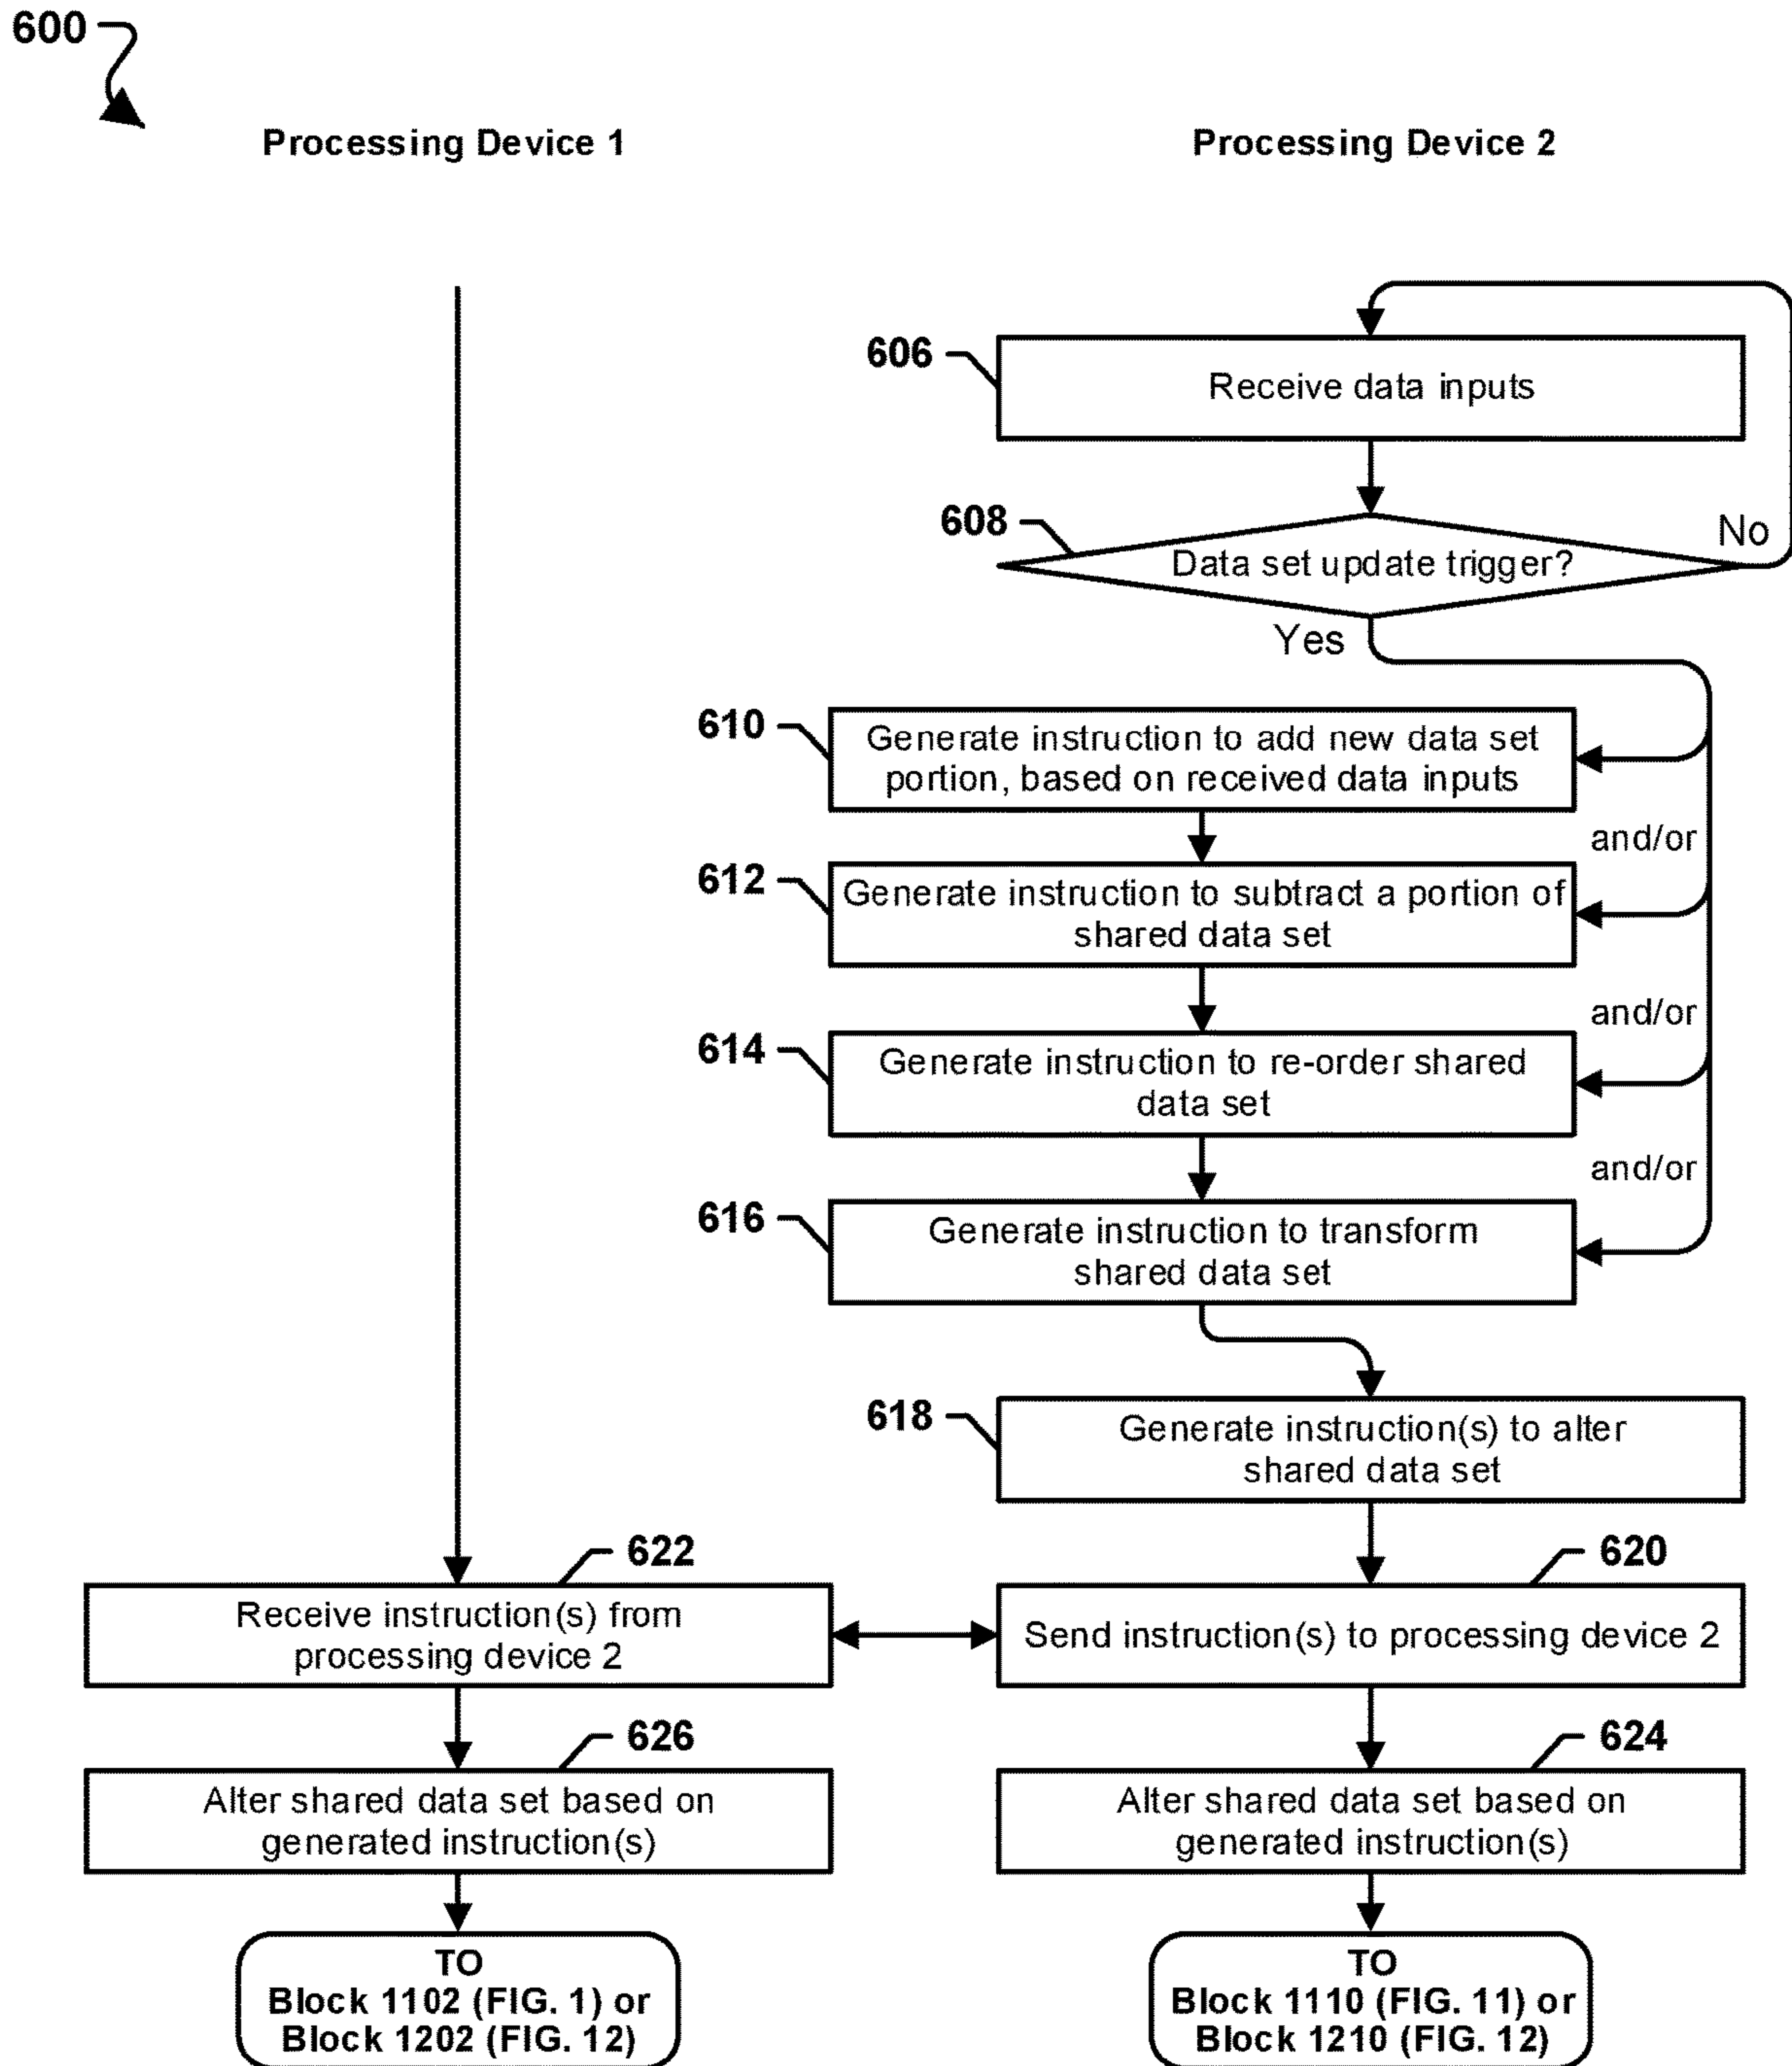 600
Processing Device 1
Processing Device 2
606
Receive data inputs
608
Data set update trigger?
No
Yes
610
Generate instruction to add new data set
portion, based on received data inputs
and/or
612
Generate instruction to subtract a portion of
shared data set
and/or
614
Generate instruction to re-order shared
data set
and/or
616
Generate instruction to transform
shared data set
618
Generate instruction(s) to alter
shared data set
622
Receive instruction(s) from
processing device 2
620
Send instruction(s) to processing device 2
626
Alter shared data set based on
generated instruction(s)
624
Alter shared data set based on
generated instruction(s)
TO
Block 1102 (FIG. 1) or
Block 1202 (FIG. 12)
TO
Block 1110 (FIG. 11) or
Block 1210 (FIG. 12)